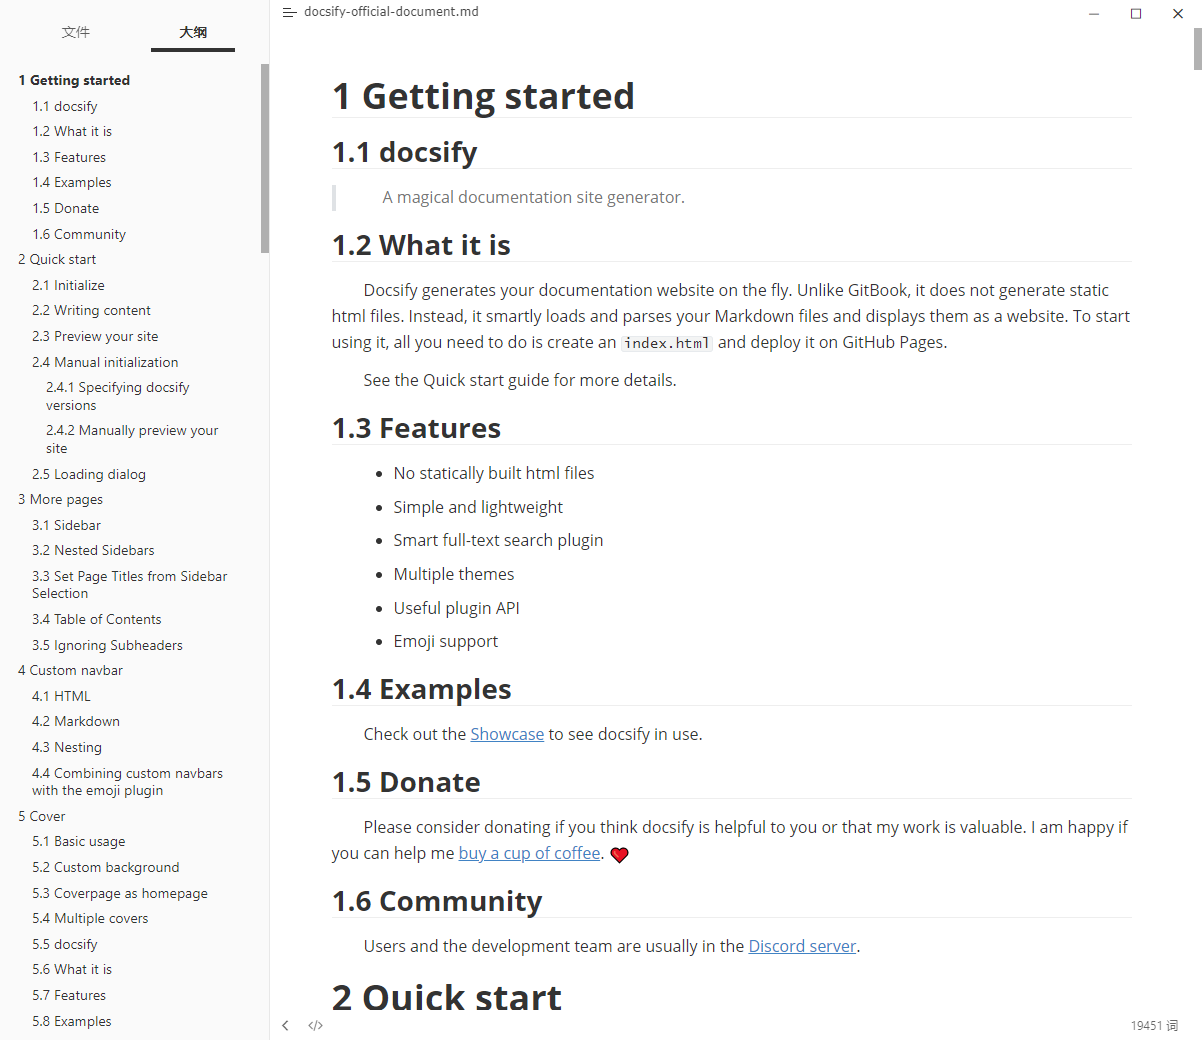 文件
大纲
1 Getting started
1.1 docsify
1.2 What it is
1.3 Features
1.4 Examples
1.5 Donate
1.6 Community
2 Quick start
2.1 Initialize
2.2 Writing content
2.3 Preview your site
2.4 Manual initialization
2.4.1 Specifying docsify
versions
2.4.2 Manually preview your
site
2.5 Loading dialog
3 More pages
3.1 Sidebar
3.2 Nested Sidebars
3.3 Set Page Titles from Sidebar
Selection
3.4 Table of Contents
3.5 Ignoring Subheaders
4 Custom navbar
4.1 HTML
4.2 Markdown
4.3 Nesting
4.4 Combining custom navbars
with the emoji plugin
5 Cover
5.1 Basic usage
5.2 Custom background
5.3 Coverpage as homepage
5.4 Multiple covers
5.5 docsify
5.6 What it is
5.7 Features
5.8 Examples
docsify-official-document.md
1 Getting started
1.1 docsify
A magical documentation site generator.
1.2 What it is
Docsify generates your documentation website on the fly. Unlike GitBook, it does not generate static
html files. Instead, it smartly loads and parses your Markdown files and displays them as a website. To start
using it, all you need to do is create an index.html and deploy it on GitHub Pages.
See the Quick start guide for more details.
1.3 Features
• No statically built html files
• Simple and lightweight
• Smart full-text search plugin
• Multiple themes
• Useful plugin API
• Emoji support
1.4 Examples
Check out the Showcase to see docsify in use.
1.5 Donate
Please consider donating if you think docsify is helpful to you or that my work is valuable. I am happy if
you can help me buy a cup of coffee. ❤️
1.6 Community
Users and the development team are usually in the Discord server.
2 Quick start
</>
19451 词